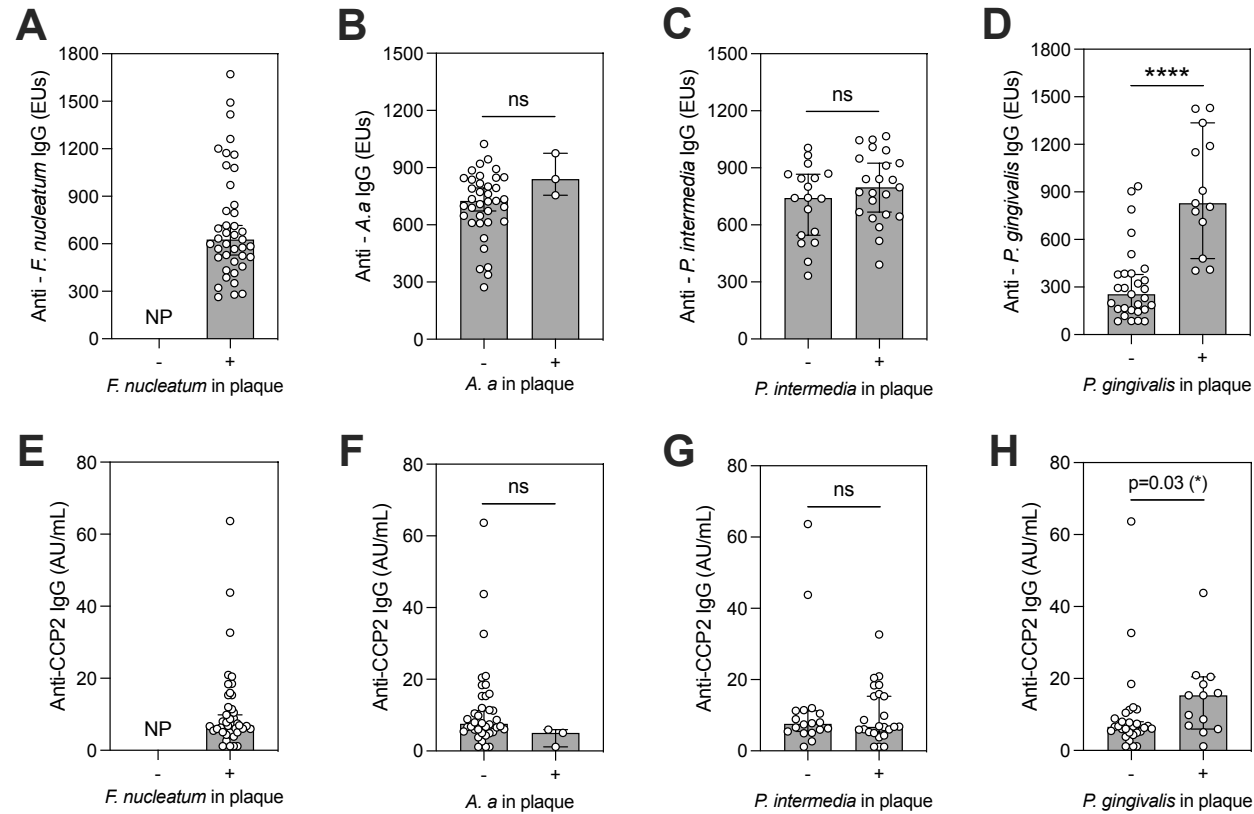 A
Anti - F. nucleatum IgG (EUs)
1800
1500
1200
900
600
300
0
NP
-
+
F. nucleatum in plaque
B
Anti - A.a IgG (EUs)
1500
1200
900
600
300
0
ns
-
+
A. a in plaque
C
Anti - P. intermedia IgG (EUs)
1500
1200
900
600
300
0
ns
-
+
P. intermedia in plaque
D
Anti - P. gingivalis IgG (EUs)
1800
1500
1200
900
600
300
0
****
-
+
P. gingivalis in plaque
E
Anti-CCP2 IgG (AU/mL)
80
60
40
20
0
NP
-
+
F. nucleatum in plaque
F
Anti-CCP2 IgG (AU/mL)
80
60
40
20
0
ns
-
+
A. a in plaque
G
Anti-CCP2 IgG (AU/mL)
80
60
40
20
0
ns
-
+
P. intermedia in plaque
H
Anti-CCP2 IgG (AU/mL)
80
60
40
20
0
p=0.03 (*)
-
+
P. gingivalis in plaque